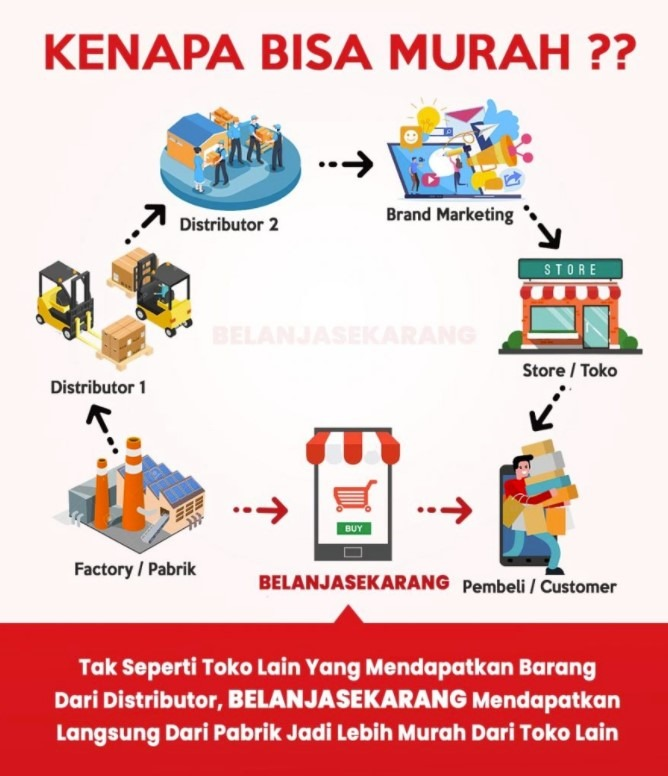 KENAPA BISA MURAH ??
Distributor 2
Brand Marketing
STORE
BELANJASEKARANG
Store / Toko
Distributor 1
BUY
Factory / Pabrik
BELANJASEKARANG
Pembeli / Customer
Tak Seperti Toko Lain Yang Mendapatkan Barang
Dari Distributor, BELANJASEKARANG Mendapatkan
Langsung Dari Pabrik Jadi Lebih Murah Dari Toko Lain